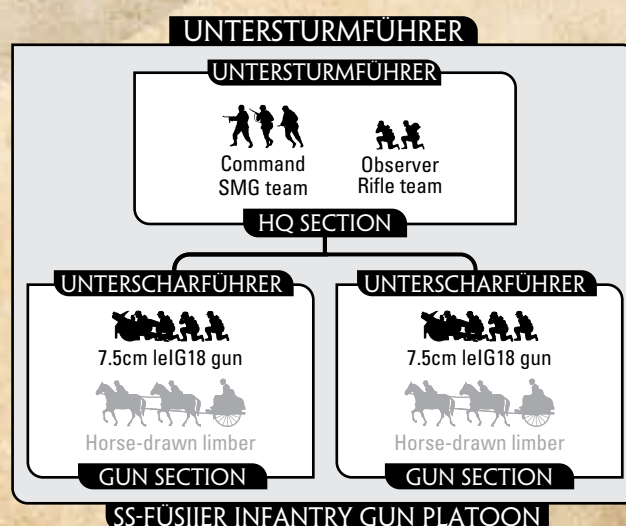 UNTERSTURMFÜHRER
UNTERSTURMFÜHRER
Command
SMG team
Observer
Rifle team
HQ SECTION
UNTERSCHARFÜHRER
7.5cm leIG18 gun
Horse-drawn limber
GUN SECTION
UNTERSCHARFÜHRER
7.5cm leIG18 gun
Horse-drawn limber
GUN SECTION
SS-FÜSIIER INFANTRY GUN PLATOON